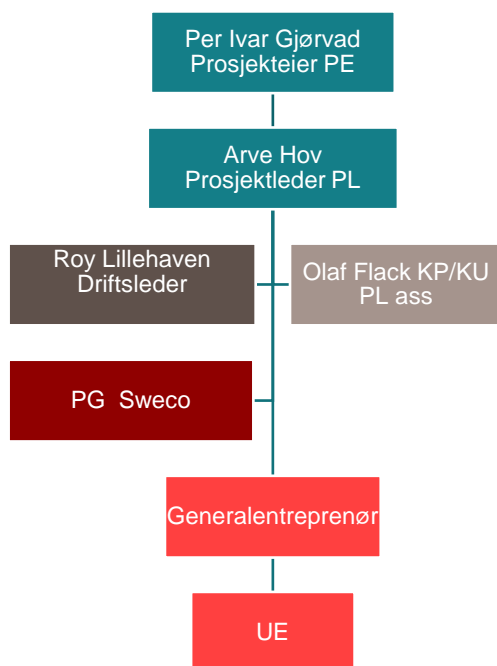 Per Ivar Gjørvad
Prosjekteier PE
Arve Hov
Prosjektleder PL
Roy Lillehaven
Driftsleder
Olaf Flack KP/KU
PL ass
PG Sweco
Generalentreprenør
UE